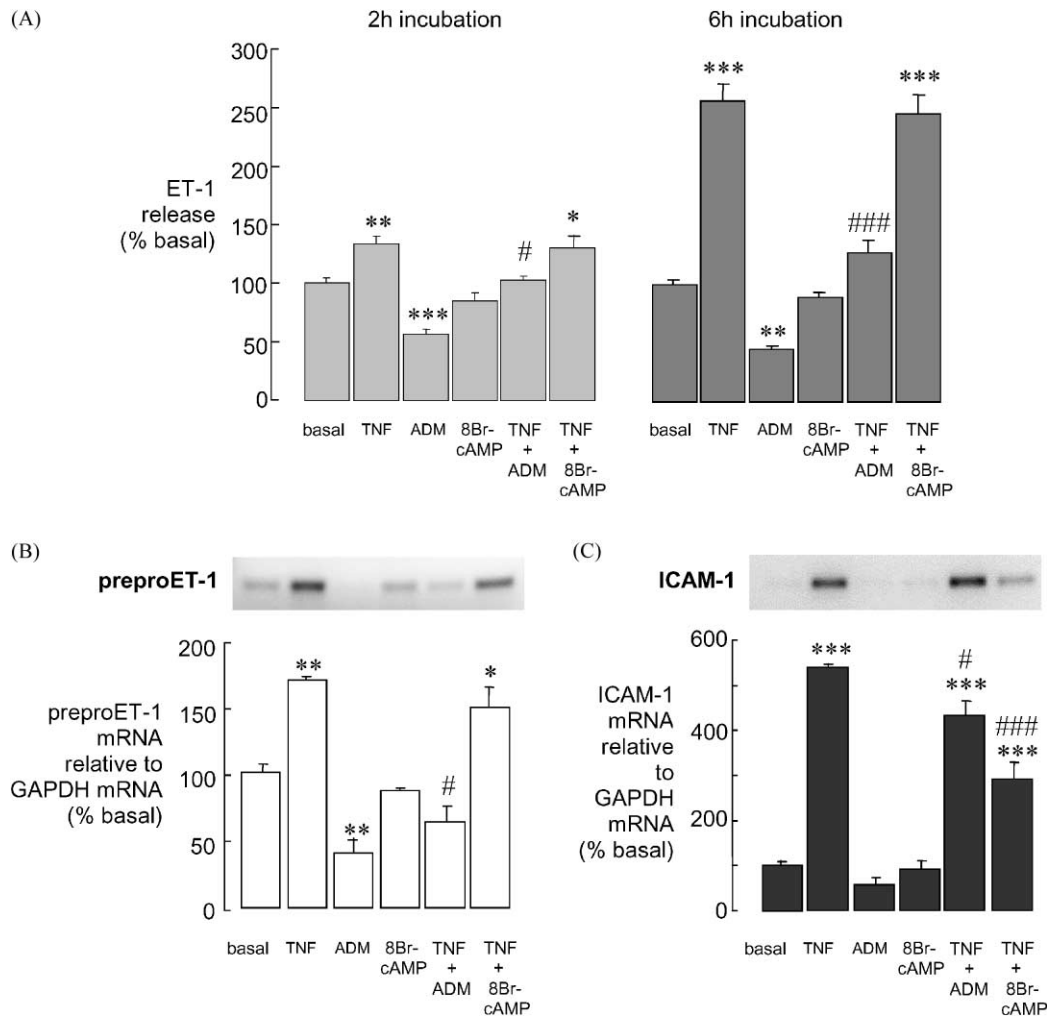 (A)
2h incubation
6h incubation
ET-1
release
(% basal)
300
250
200
150
100
50
0
**
***
#
*
***
**
###
***
basal
TNF
ADM
8Br-
cAMP
TNF
+
ADM
TNF
+
8Br-
cAMP
basal
TNF
ADM
8Br-
cAMP
TNF
+
ADM
TNF
+
8Br-
cAMP
(B)
preproET-1
preproET-1
mRNA
relative to
GAPDH mRNA
(% basal)
200
150
100
50
0
**
**
#
*
basal
TNF
ADM
8Br-
cAMP
TNF
+
ADM
TNF
+
8Br-
cAMP
(C)
ICAM-1
ICAM-1
mRNA
relative
to
GAPDH
mRNA
(% basal)
600
400
200
0
***
#
***
###
***
basal
TNF
ADM
8Br-
cAMP
TNF
+
ADM
TNF
+
8Br-
cAMP